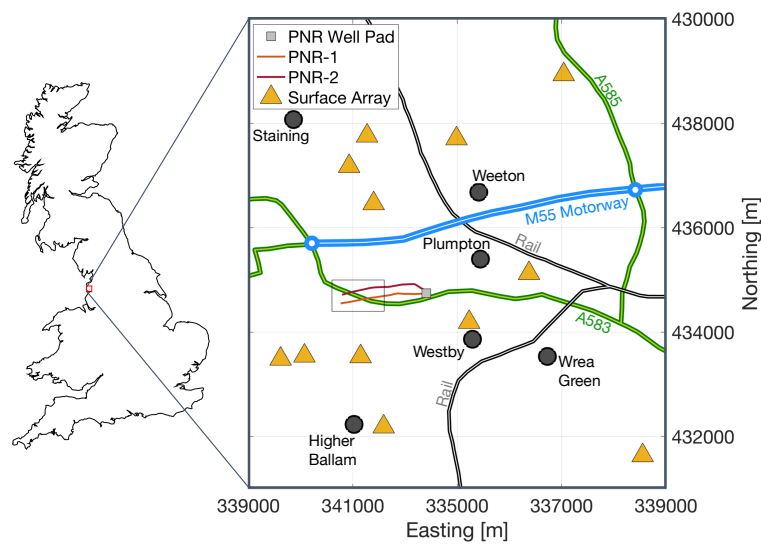 430000
PNR Well Pad
PNR-1
PNR-2
Surface Array
A585
438000
Staining
Weeton
M55 Motorway
436000
Plumpton
Rail
Northing [m]
A583
434000
Westby
Wrea
Green
Rail
Higher
Ballam
432000
430000
339000
341000
335000
337000
339000
Easting [m]